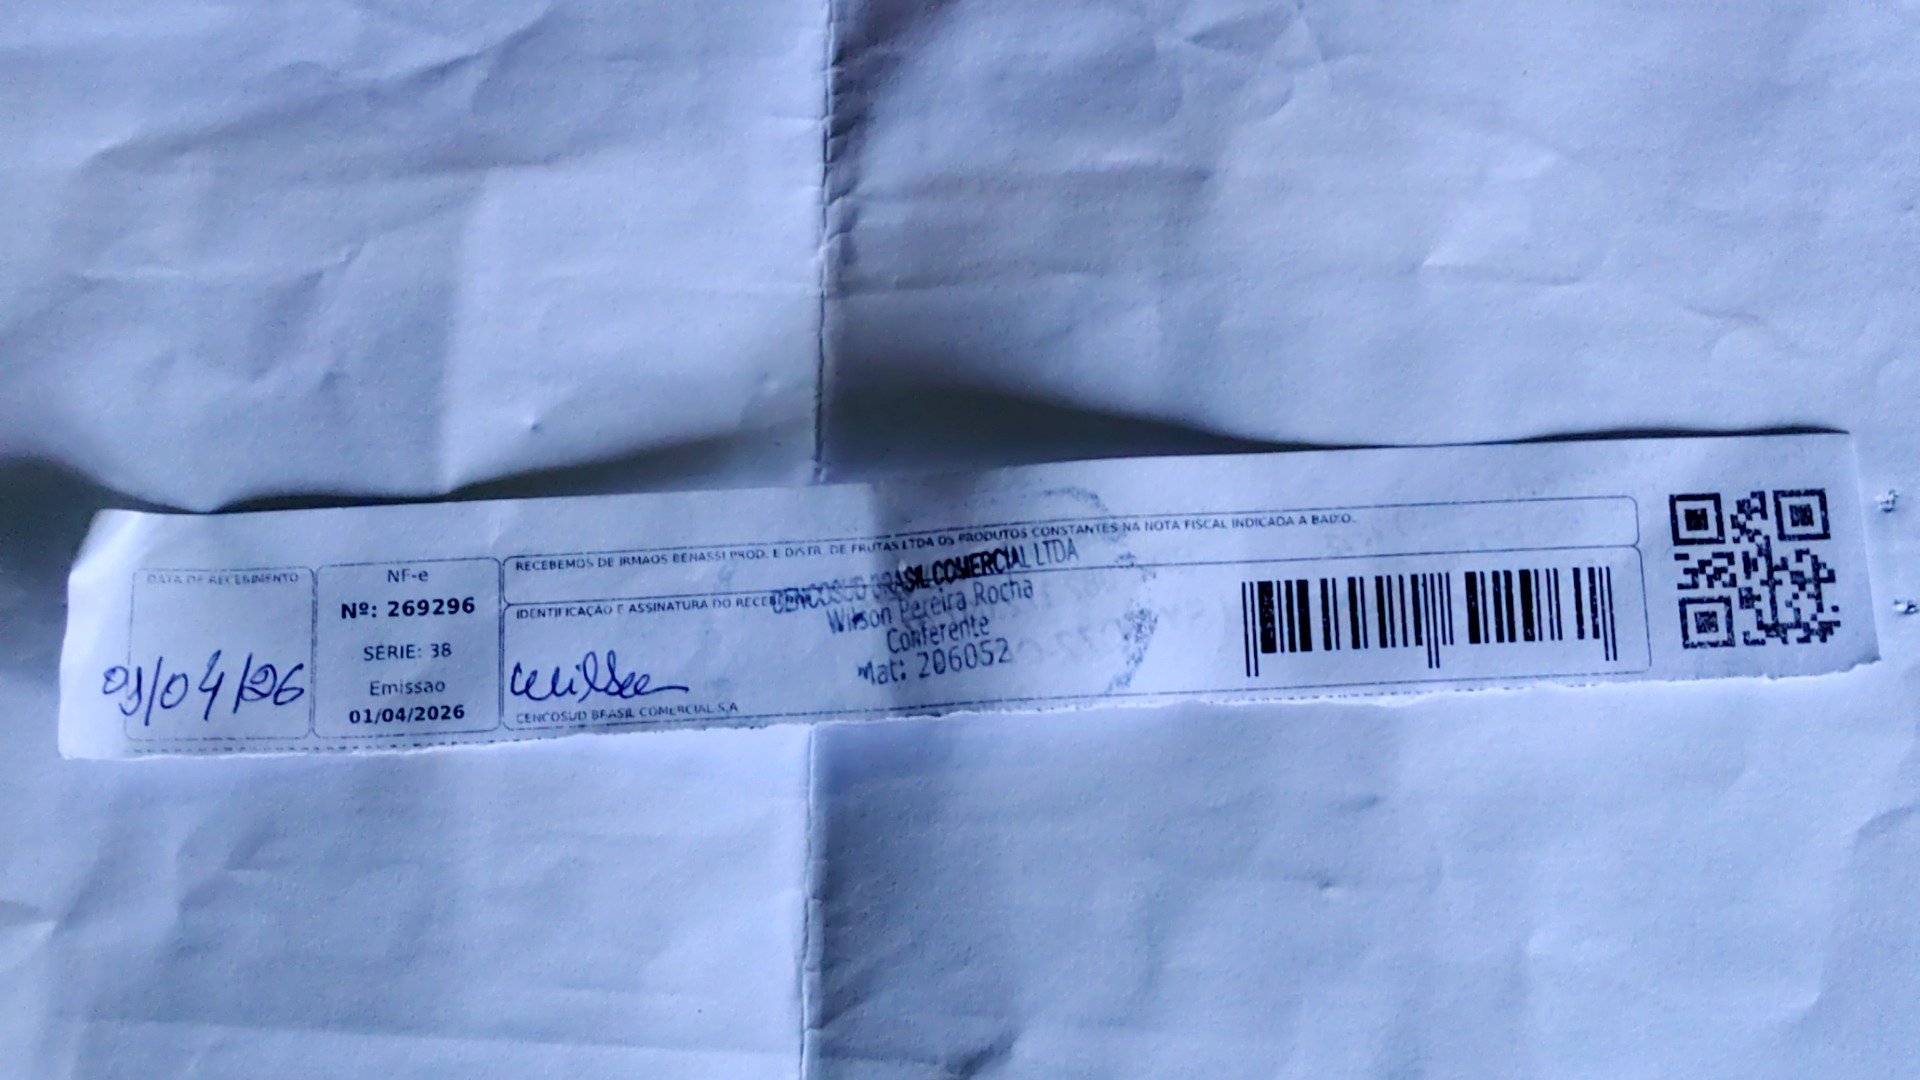 DATA DE RECEBIMENTO
01/04/26
NF-e
Nº: 269296
SÉRIE: 38
Emissao
01/04/2026
RECEBEMOS DE IRMAOS BENASSI PROD. E DISTR. DE FRUTAS LTDA OS PRODUTOS CONSTANTES NA NOTA FISCAL INDICADA A BAIXO.
IDENTIFICAÇÃO E ASSINATURA DO
CENCOSUD BRASIL COMERCIAL LTDA
Wilson Pereira Rocha
Conferente
Mat: 206052
Wilson
CENCOSUD BRASIL COMERCIAL S.A